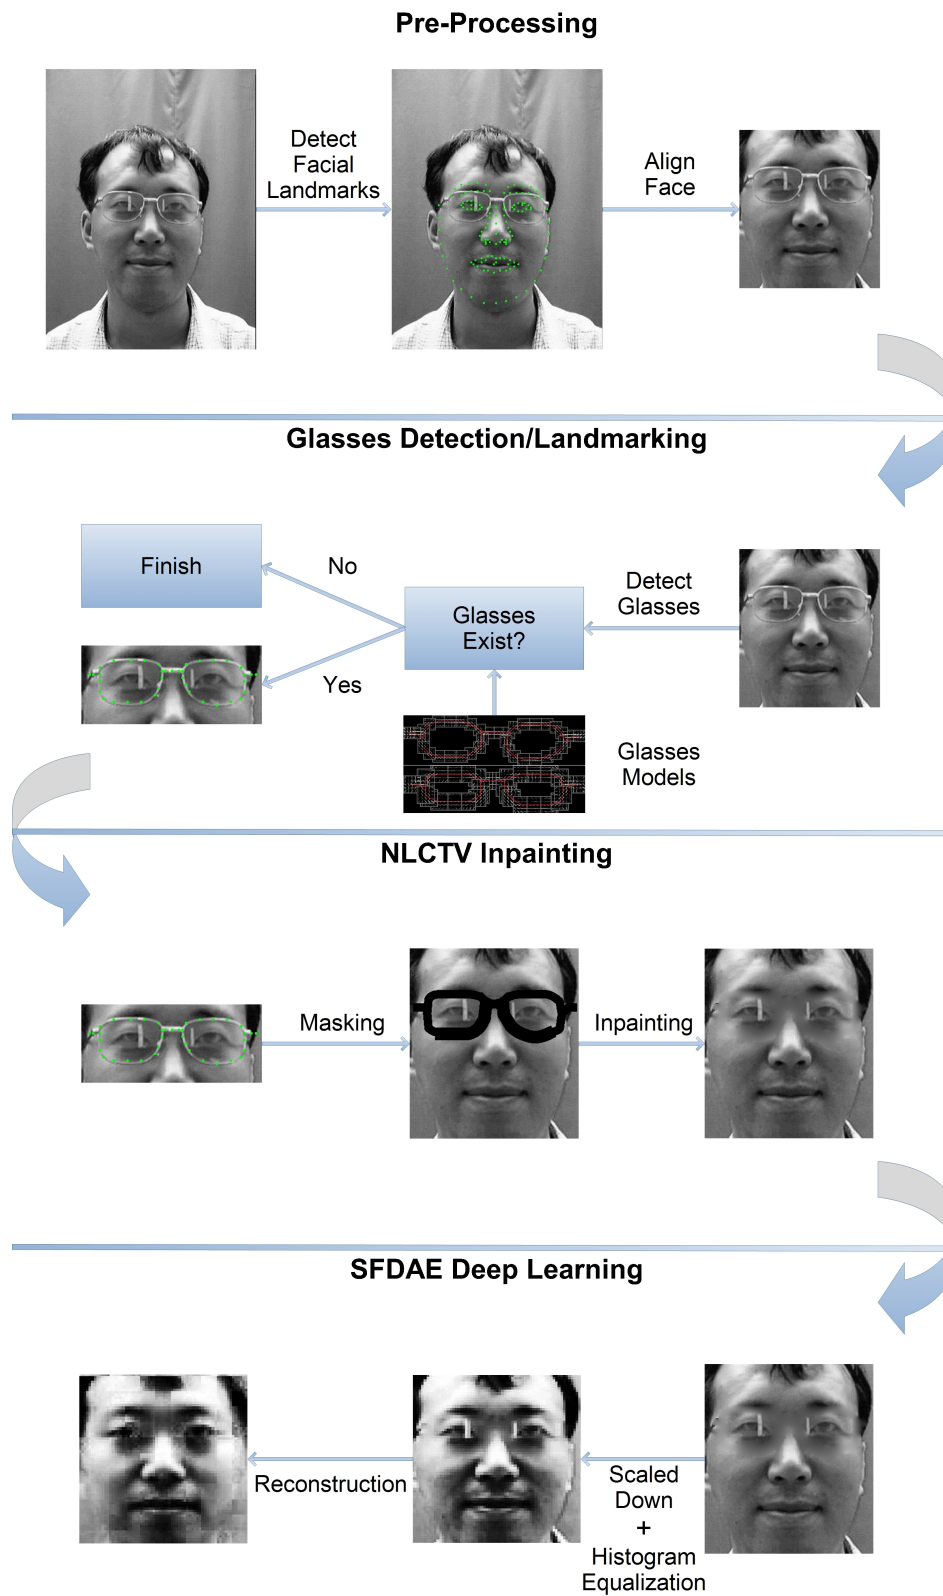 Pre-Processing
Detect
Facial
Landmarks
Align
Face
Glasses Detection/Landmarking
Finish
No
Glasses
Exist?
Detect
Glasses
Yes
Glasses
Models
NLCTV Inpainting
Masking
Inpainting
SFDAE Deep Learning
Reconstruction
Scaled
Down
+
Histogram
Equalization